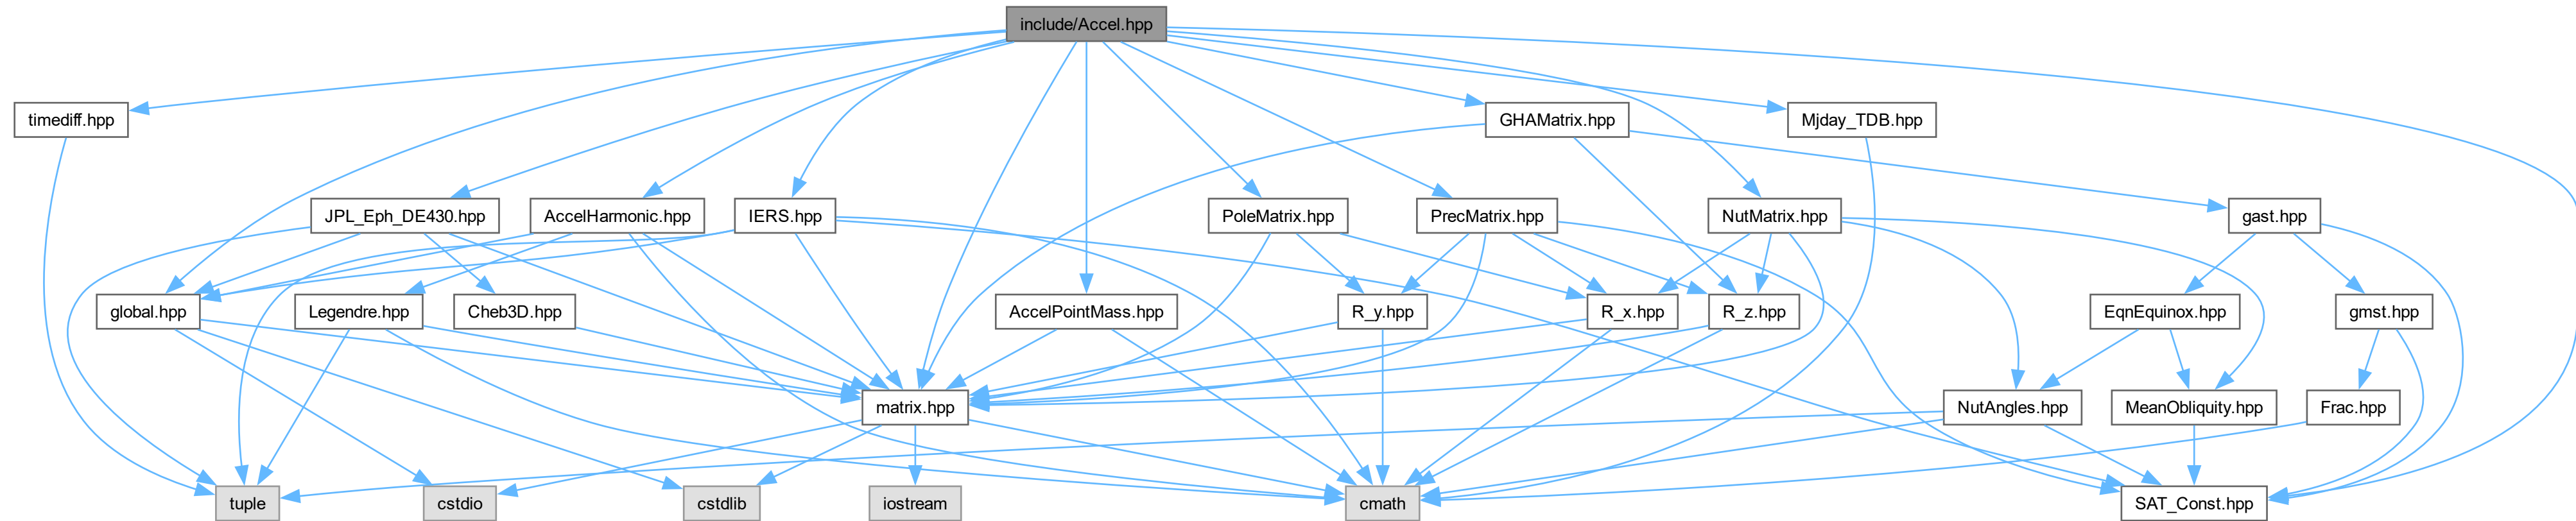 include/Accel.hpp
timediff.hpp
GHAMatrix.hpp
Mjday_TDB.hpp
JPL_Eph_DE430.hpp
AccelHarmonic.hpp
IERS.hpp
PoleMatrix.hpp
PrecMatrix.hpp
NutMatrix.hpp
gast.hpp
global.hpp
Legendre.hpp
Cheb3D.hpp
AccelPointMass.hpp
R_y.hpp
R_x.hpp
R_z.hpp
EqnEquinox.hpp
gmst.hpp
matrix.hpp
NutAngles.hpp
MeanObliquity.hpp
Frac.hpp
tuple
cstdio
cstdlib
iostream
cmath
SAT_Const.hpp